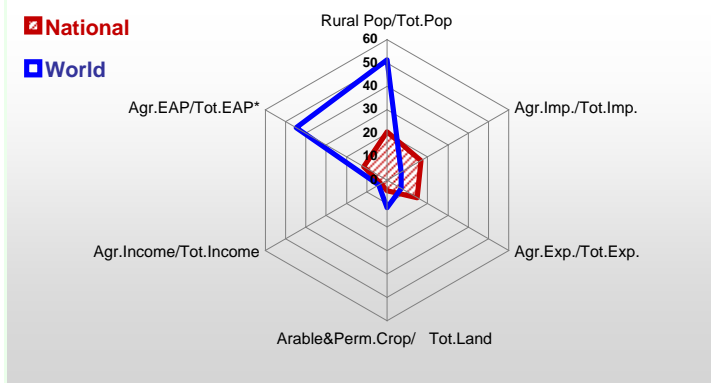 National
World
Rural Pop/Tot.Pop
60
50
40
30
20
10
0
Agr.EAP/Tot.EAP*
Agr.Imp./Tot.Imp.
Agr.Income/Tot.Income
Agr.Exp./Tot.Exp.
Arable&Perm.Crop/ Tot.Land